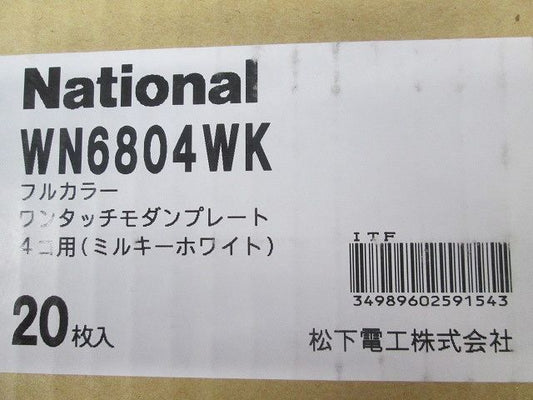 National
WN6804WK
フルカラー
ワンタッチモダンプレート
4コ用(ミルキーホワイト)
ITF
34989602591543
20枚入
松下電工株式会社